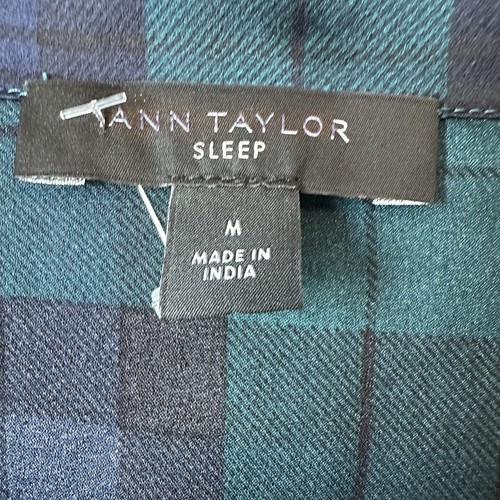 ANN TAYLOR
SLEEP
M
MADE IN
INDIA